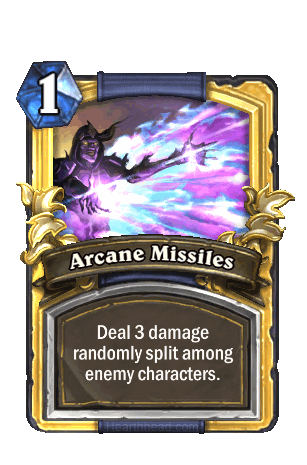 1
Arcane Missiles
Deal 3 damage
randomly split among
enemy characters.